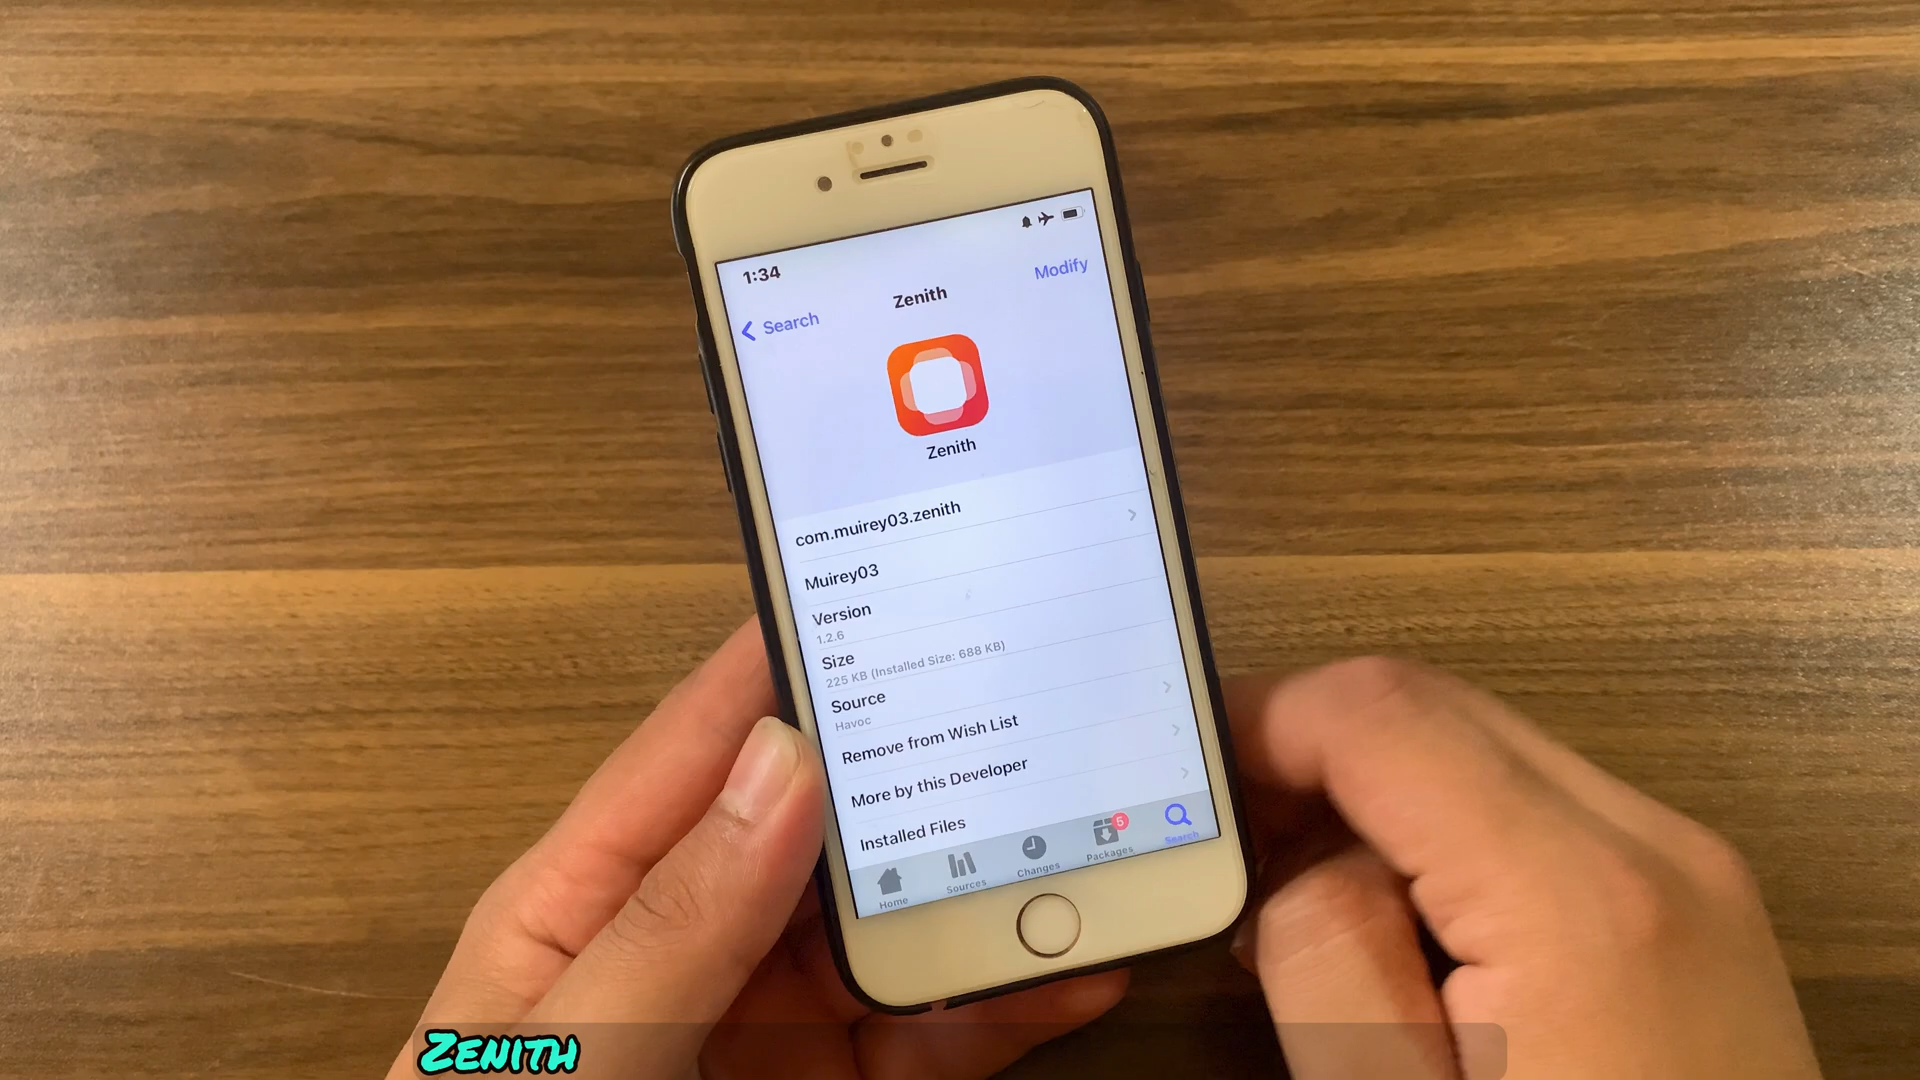 1:34
Modify
Zenith
Search
Zenith
com.muirey03.zenith
Muirey03
Version
1.2.6
Size
225 KB (Installed Size: 688 KB)
Source
Havoc
Remove from Wish List
More by this Developer
Installed Files
Home
Sources
Changes
5
Packages
Search
Zenith